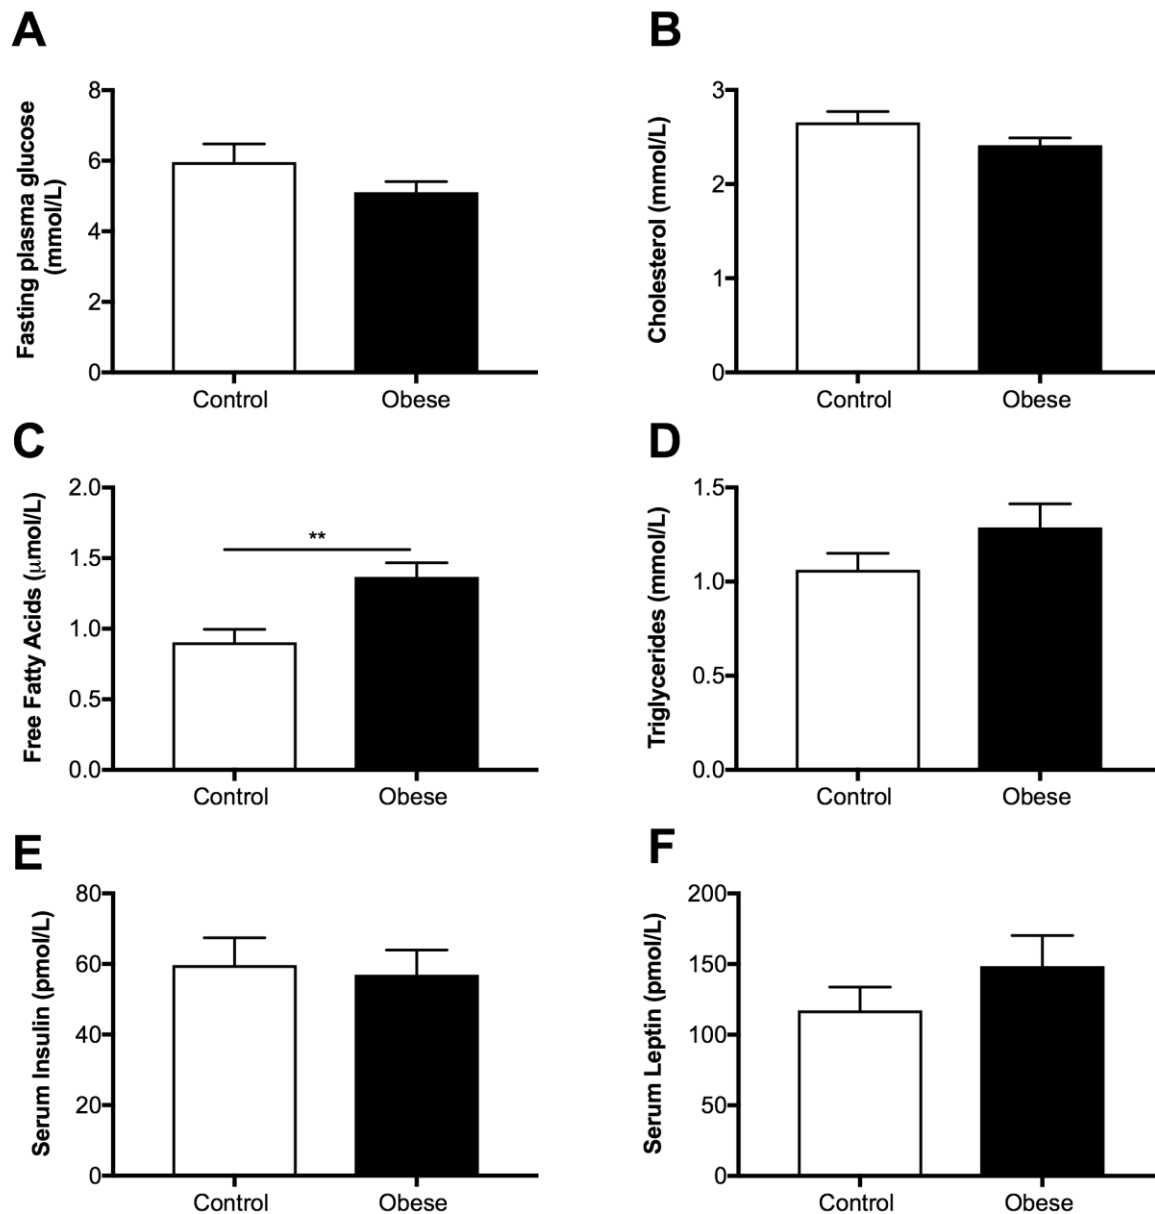 A
Fasting plasma glucose
(mmol/L)
8
6
4
2
0
Control Obese
B
Cholesterol (mmol/L)
3
2
1
0
Control Obese
C
Free Fatty Acids (μmol/L)
2.0
1.5
1.0
0.5
0.0
**
Control Obese
D
Triglycerides (mmol/L)
1.5
1.0
0.5
0.0
Control Obese
E
Serum Insulin (pmol/L)
80
60
40
20
0
Control Obese
F
Serum Leptin (pmol/L)
200
150
100
50
0
Control Obese